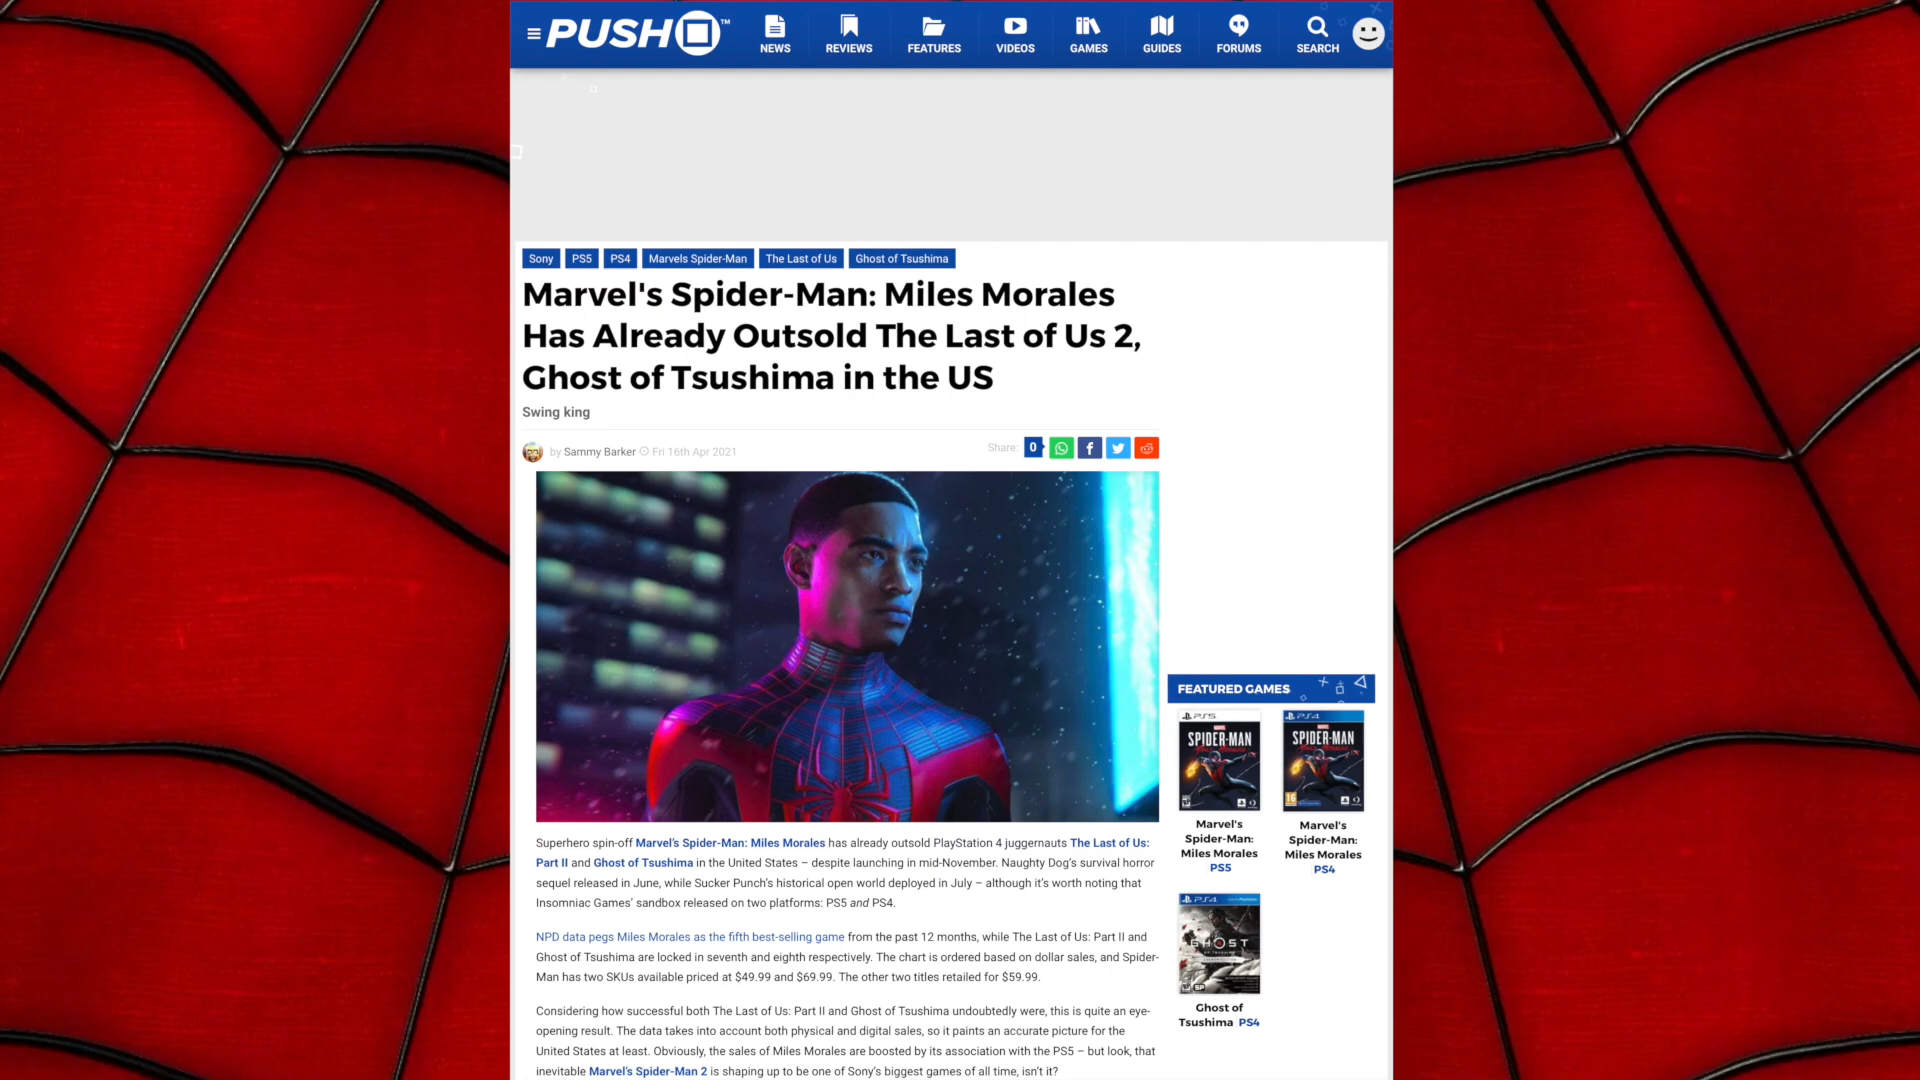 PUSH ™
NEWS
REVIEWS
FEATURES
VIDEOS
GAMES
GUIDES
FORUMS
SEARCH
Sony
PS5
PS4
Marvels Spider-Man
The Last of Us
Ghost of Tsushima
Marvel's Spider-Man: Miles Morales
Has Already Outsold The Last of Us 2,
Ghost of Tsushima in the US
Swing king
by Sammy Barker Fri 16th Apr 2021
Share: 0
Superhero spin-off Marvel's Spider-Man: Miles Morales has already outsold PlayStation 4 juggernauts The Last of Us:
Part II and Ghost of Tsushima in the United States – despite launching in mid-November. Naughty Dog's survival horror
sequel released in June, while Sucker Punch's historical open world deployed in July – although it's worth noting that
Insomniac Games' sandbox released on two platforms: PS5 and PS4.
NPD data pegs Miles Morales as the fifth best-selling game from the past 12 months, while The Last of Us: Part II and
Ghost of Tsushima are locked in seventh and eighth respectively. The chart is ordered based on dollar sales, and Spider-
Man has two SKUs available priced at $49.99 and $69.99. The other two titles retailed for $59.99.
Considering how successful both The Last of Us: Part II and Ghost of Tsushima undoubtedly were, this is quite an eye-
opening result. The data takes into account both physical and digital sales, so it paints an accurate picture for the
United States at least. Obviously, the sales of Miles Morales are boosted by its association with the PS5 – but look, that
inevitable Marvel's Spider-Man 2 is shaping up to be one of Sony's biggest games of all time, isn't it?
FEATURED GAMES
PS5
MARVEL
SPIDER-MAN
Miles Morales
Marvel's
Spider-Man:
Miles Morales
PS5
PS4
MARVEL
SPIDER-MAN
Miles Morales
16
Marvel's
Spider-Man:
Miles Morales
PS4
PS4
GHOST
OF TSUSHIMA
SP
Ghost of
Tsushima PS4